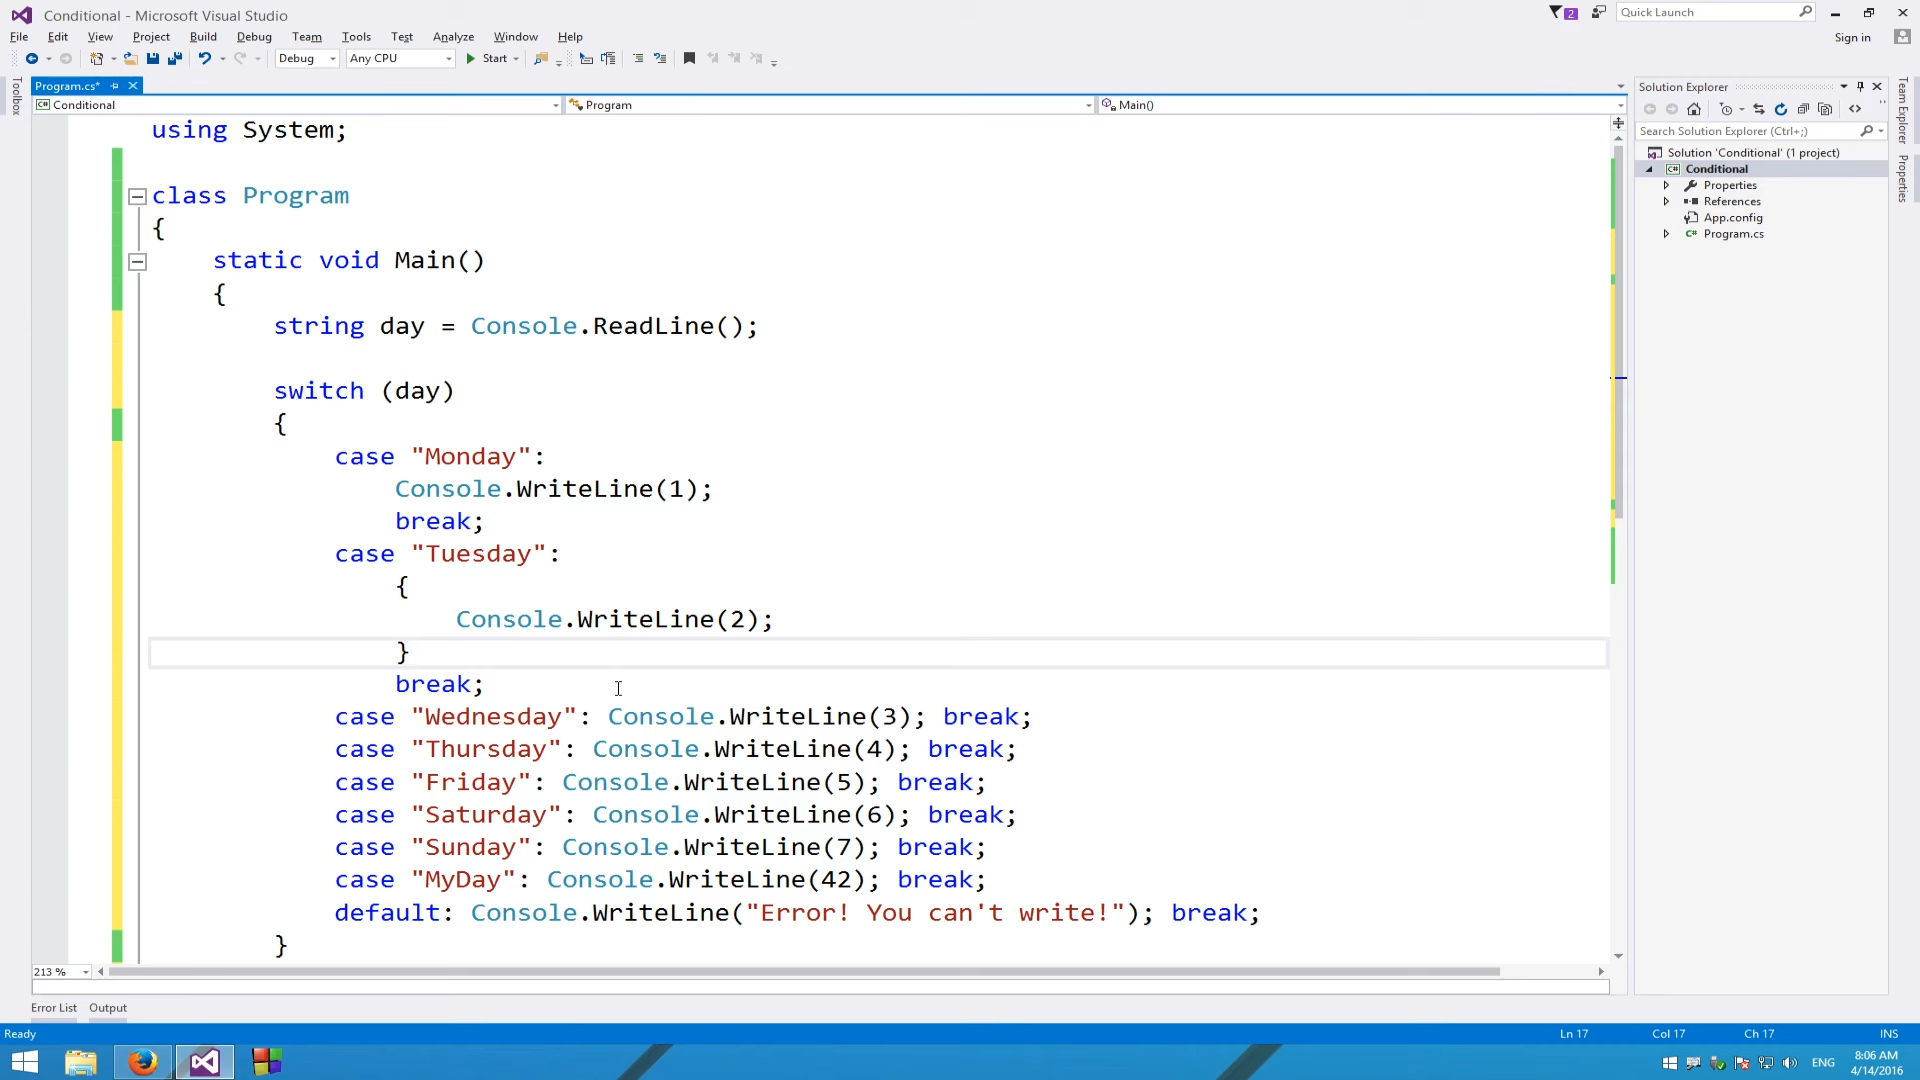 Conditional - Microsoft Visual Studio
2
Quick Launch
File Edit View Project Build Debug Team Tools Test Analyze Window Help
Sign in
Debug Any CPU Start
Program.cs*
Conditional Program Main()
using System;
class Program
{
static void Main()
{
string day = Console.ReadLine();
switch (day)
{
case "Monday":
Console.WriteLine(1);
break;
case "Tuesday":
{
Console.WriteLine(2);
}
break;
case "Wednesday": Console.WriteLine(3); break;
case "Thursday": Console.WriteLine(4); break;
case "Friday": Console.WriteLine(5); break;
case "Saturday": Console.WriteLine(6); break;
case "Sunday": Console.WriteLine(7); break;
case "MyDay": Console.WriteLine(42); break;
default: Console.WriteLine("Error! You can't write!"); break;
}
213 %
Toolbox
Solution Explorer
Search Solution Explorer (Ctrl+;)
Solution 'Conditional' (1 project)
C# Conditional
Properties
References
App.config
C# Program.cs
Team Explorer
Properties
Error List Output
Ready Ln 17 Col 17 Ch 17 INS
ENG
8:06 AM
4/14/2016